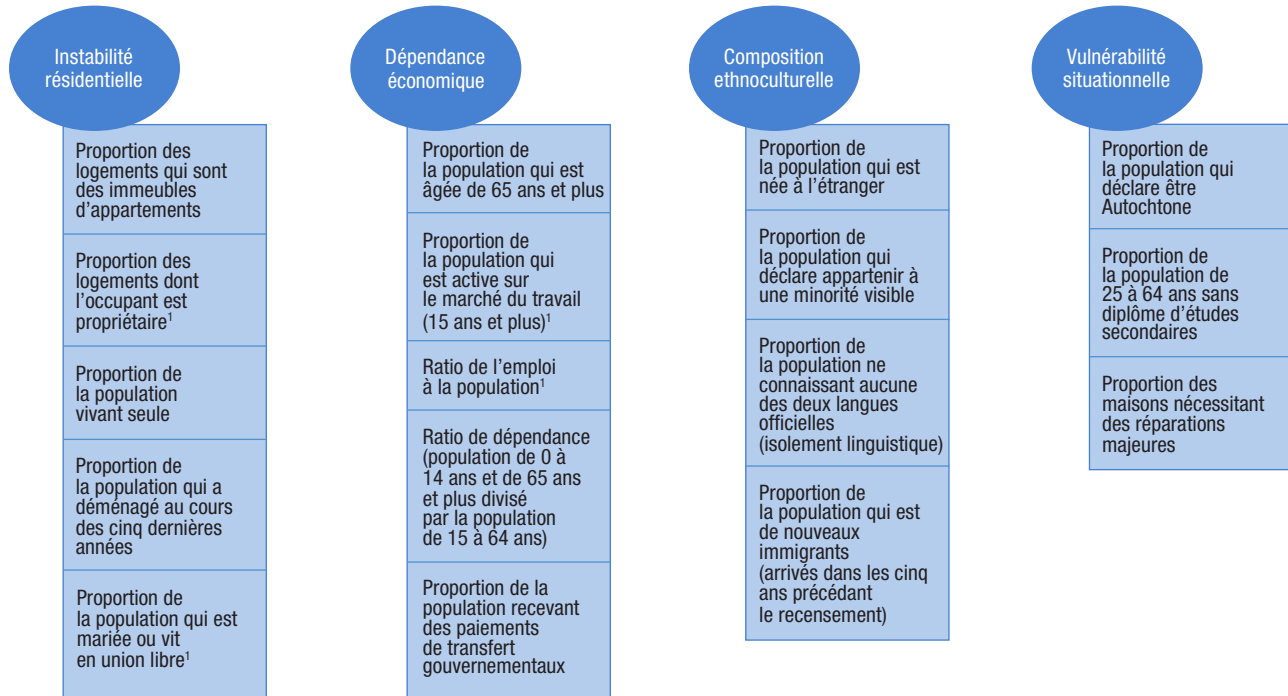 Instabilité
résidentielle
Proportion des
logements qui sont
des immeubles
d’appartements
Proportion des
logements dont
l’occupant est
propriétaire¹
Proportion de
la population
vivant seule
Proportion de
la population qui a
déménagé au cours
des cinq dernières
années
Proportion de
la population qui est
mariée ou vit
en union libre¹
Dépendance
économique
Proportion de
la population qui est
âgée de 65 ans et plus
Proportion de
la population qui
est active sur
le marché du travail
(15 ans et plus)¹
Ratio de l’emploi
à la population¹
Ratio de dépendance
(population de 0 à
14 ans et de 65 ans
et plus divisé
par la population
de 15 à 64 ans)
Proportion de la
population recevant
des paiements
de transfert
gouvernementaux
Composition
ethnoculturelle
Proportion de
la population qui est
née à l’étranger
Proportion de
la population qui
déclare appartenir à
une minorité visible
Proportion de
la population ne
connaissant aucune
des deux langues
officielles
(isolement linguistique)
Proportion de
la population qui est
de nouveaux
immigrants
(arrivés dans les cinq
ans précédant
le recensement)
Vulnérabilité
situationnelle
Proportion de
la population qui
déclare être
Autochtone
Proportion de
la population de
25 à 64 ans sans
diplôme d’études
secondaires
Proportion des
maisons nécessitant
des réparations
majeures